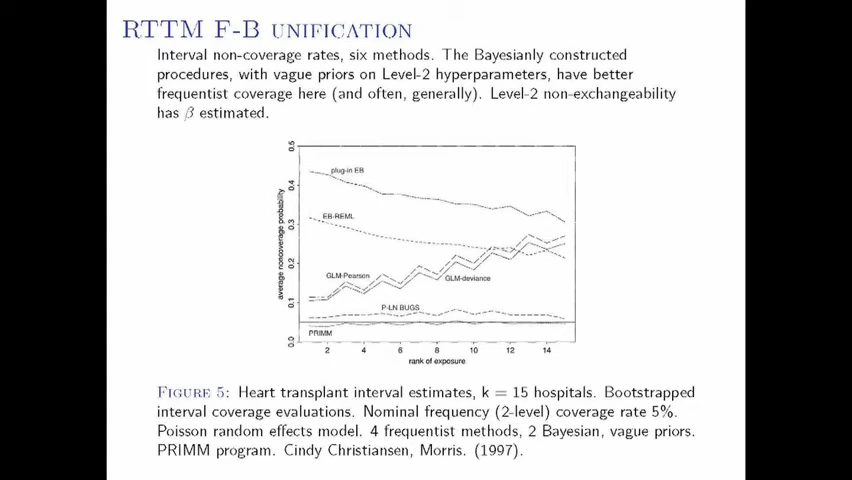 RTTM F-B UNIFICATION
Interval non-coverage rates, six methods. The Bayesianly constructed
procedures, with vague priors on Level-2 hyperparameters, have better
frequentist coverage here (and often, generally). Level-2 non-exchangeability
has β estimated.
0.5
0.4
0.3
0.2
0.1
0.0
average noncoverage probability
plug-in EB
EB-REML
GLM-Pearson
GLM-deviance
P-LN BUGS
PRIMM
2 4 6 8 10 12 14
rank of exposure
FIGURE 5: Heart transplant interval estimates, k = 15 hospitals. Bootstrapped
interval coverage evaluations. Nominal frequency (2-level) coverage rate 5%.
Poisson random effects model. 4 frequentist methods, 2 Bayesian, vague priors.
PRIMM program. Cindy Christiansen, Morris. (1997).